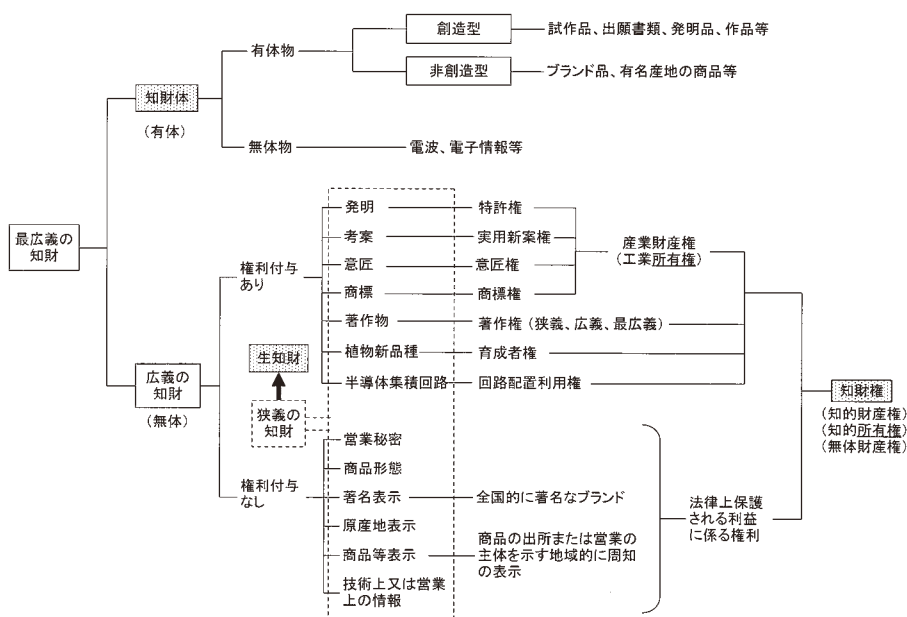 創造型
試作品、出願書類、発明品、作品等
有体物
非創造型
ブランド品、有名産地の商品等
知財体
(有体)
無体物
電波、電子情報等
最広義の
知財
発明
特許権
考案
実用新案権
産業財産権
(工業所有権)
権利付与
あり
意匠
意匠権
商標
商標権
著作物
著作権(狭義、広義、最広義)
生知財
植物新品種
育成者権
広義の
知財
(無体)
半導体集積回路
回路配置利用権
知財権
(知的財産権)
(知的所有権)
(無体財産権)
狭義の
知財
営業秘密
商品形態
権利付与
なし
著名表示
全国的に著名なブランド
法律上保護
される利益
に係る権利
原産地表示
商品等表示
商品の出所または営業の
主体を示す地域的に周知
の表示
技術上又は営業
上の情報